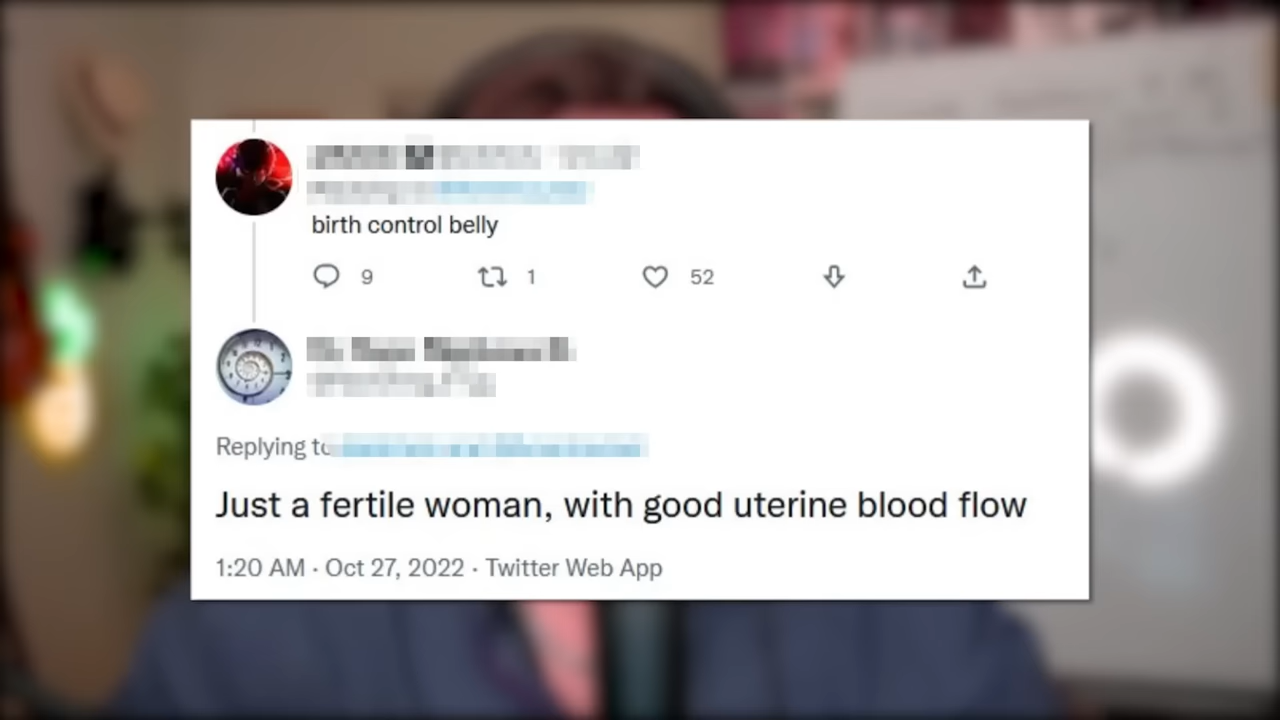 birth control belly
9 1 52
Replying to
Just a fertile woman, with good uterine blood flow
1:20 AM · Oct 27, 2022 · Twitter Web App